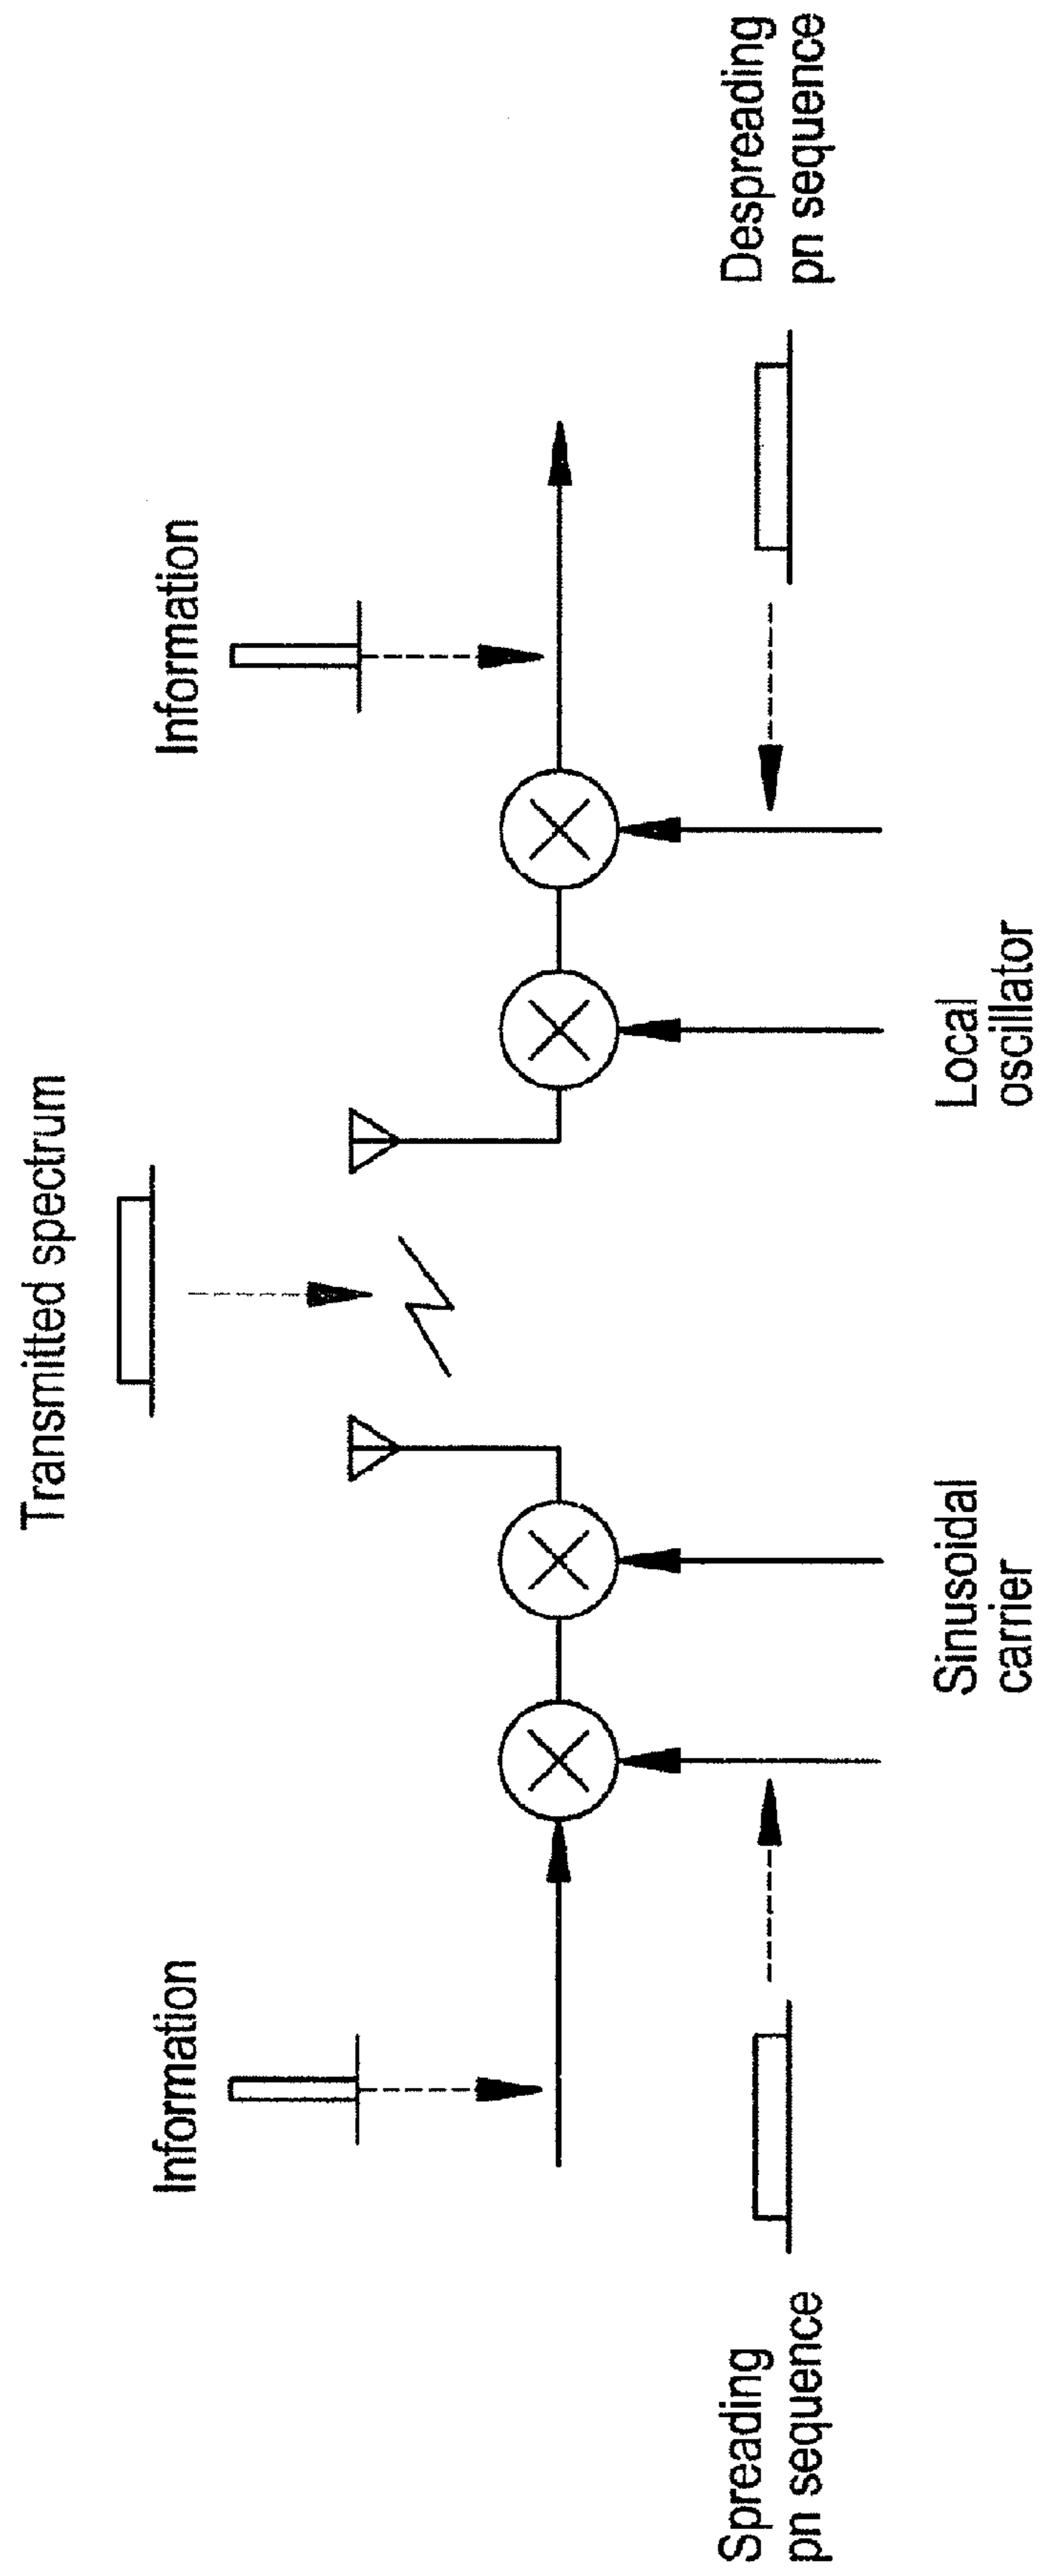 Transmitted spectrum
Information
Information
Spreading
pn sequence
Despreading
pn sequence
Sinusoidal
carrier
Local
oscillator